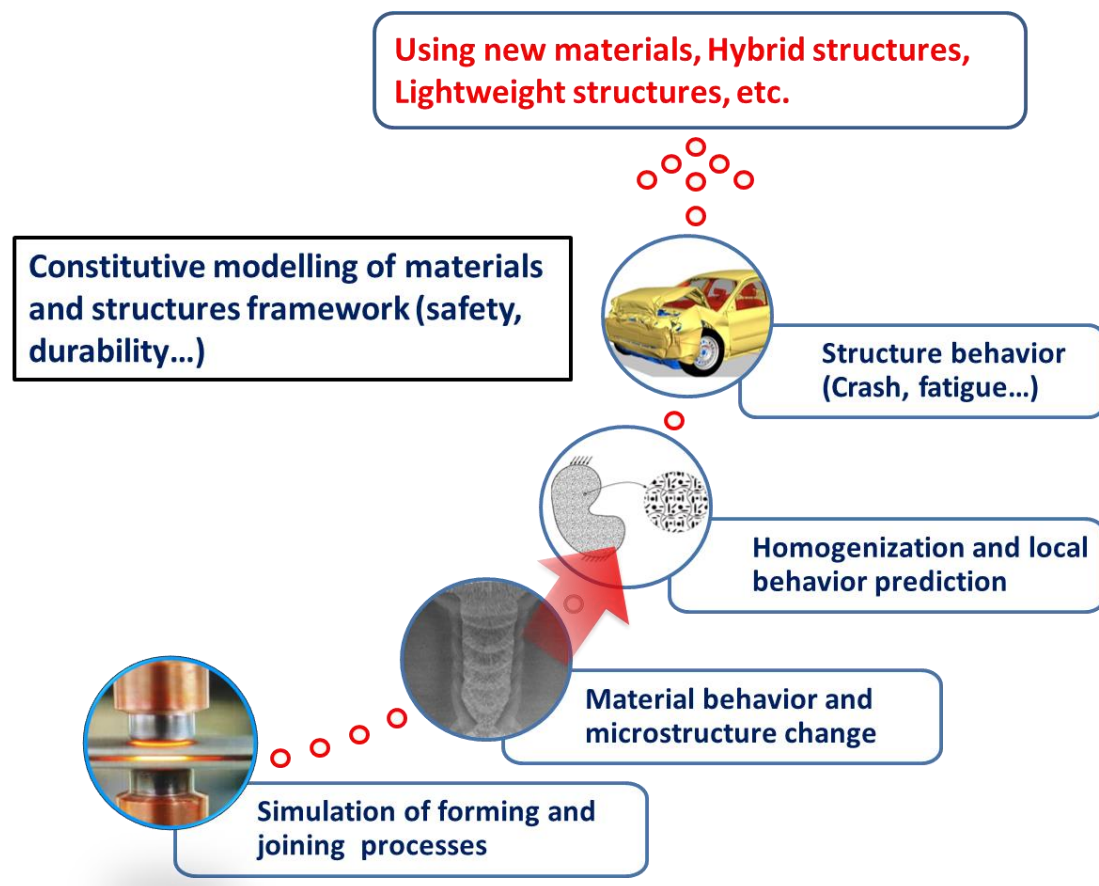 Using new materials, Hybrid structures,
Lightweight structures, etc.
Constitutive modelling of materials
and structures framework (safety,
durability...)
Structure behavior
(Crash, fatigue...)
Homogenization and local
behavior prediction
Material behavior and
microstructure change
Simulation of forming and
joining processes